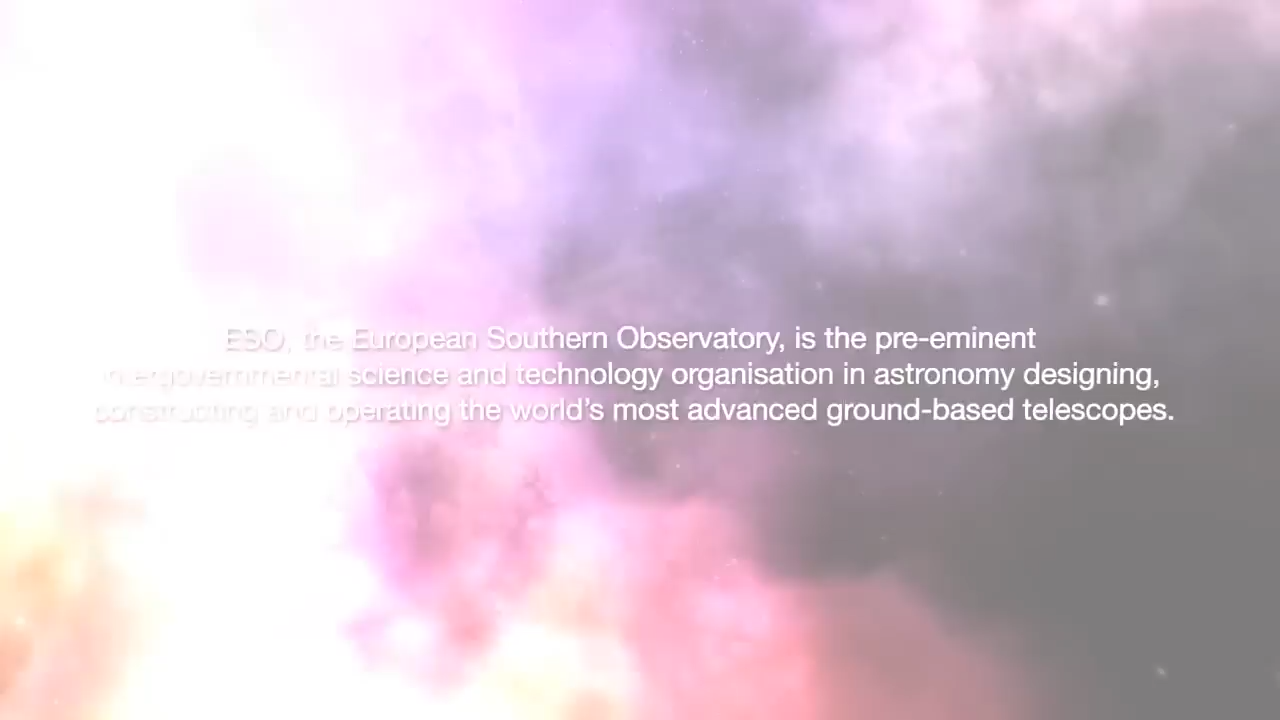 ESO, the European Southern Observatory, is the pre-eminent
intergovernmental science and technology organisation in astronomy designing,
constructing and operating the world's most advanced ground-based telescopes.